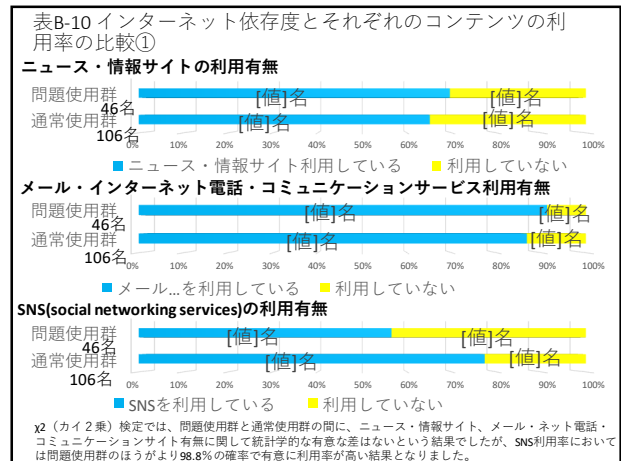 表B-10 インターネット依存度とそれぞれのコンテンツの利
用率の比較①
ニュース・情報サイトの利用有無
問題使用群
46名
[値]名
[値]名
通常使用群
106名
[値]名
[値]名
0% 10% 20% 30% 40% 50% 60% 70% 80% 90% 100%
ニュース・情報サイト利用している 利用していない
メール・インターネット電話・コミュニケーションサービス利用有無
問題使用群
46名
[値]名
[値]名
通常使用群
106名
[値]名
[値]名
0% 10% 20% 30% 40% 50% 60% 70% 80% 90% 100%
メール...を利用している 利用していない
SNS(social networking services)の利用有無
問題使用群
46名
[値]名
[値]名
通常使用群
106名
[値]名
[値]名
0% 10% 20% 30% 40% 50% 60% 70% 80% 90% 100%
SNSを利用している 利用していない
χ2（カイ２乗）検定では、問題使用群と通常使用群の間に、ニュース・情報サイト、メール・ネット電話・
コミュニケーションサイト有無に関して統計学的な有意な差はないという結果でしたが、SNS利用率において
は問題使用群のほうがより98.8%の確率で有意に利用率が高い結果となりました。